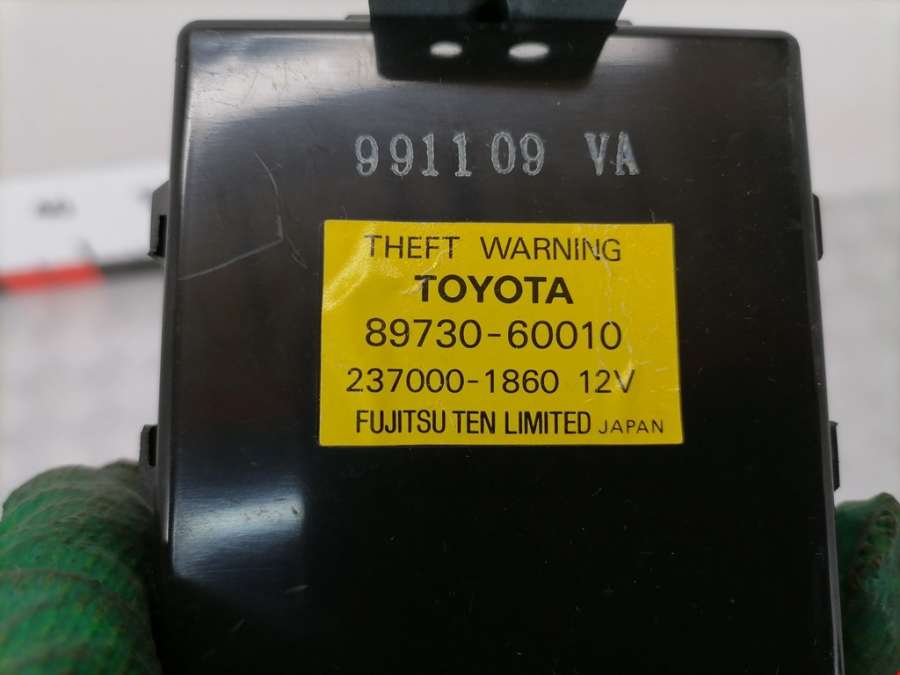 991109 VA
THEFT WARNING
TOYOTA
89730-60010
237000-1860 12V
FUJITSU TEN LIMITED JAPAN